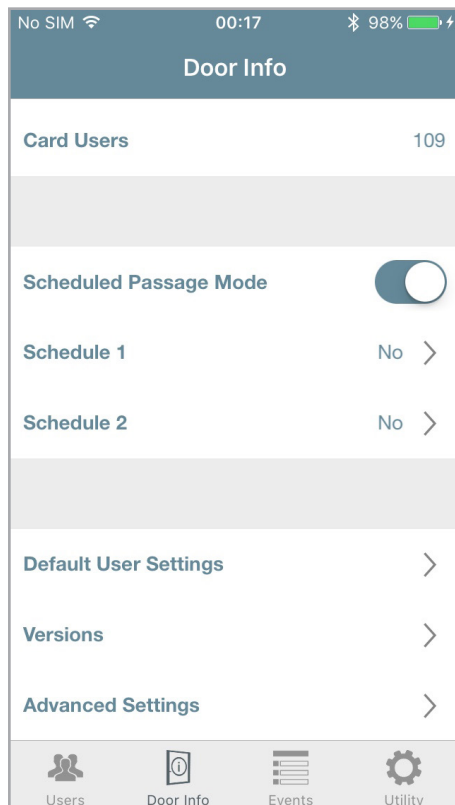 No SIM 00:17 98%
Door Info
Card Users 109
Scheduled Passage Mode
Schedule 1 No
Schedule 2 No
Default User Settings
Versions
Advanced Settings
Users Door Info Events Utility